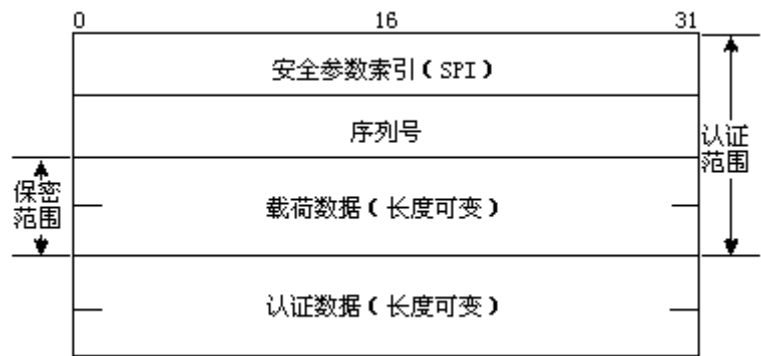 0 16 31
安全参数索引(SPI)
序列号
认证
范围
保密
范围
载荷数据(长度可变)
认证数据(长度可变)